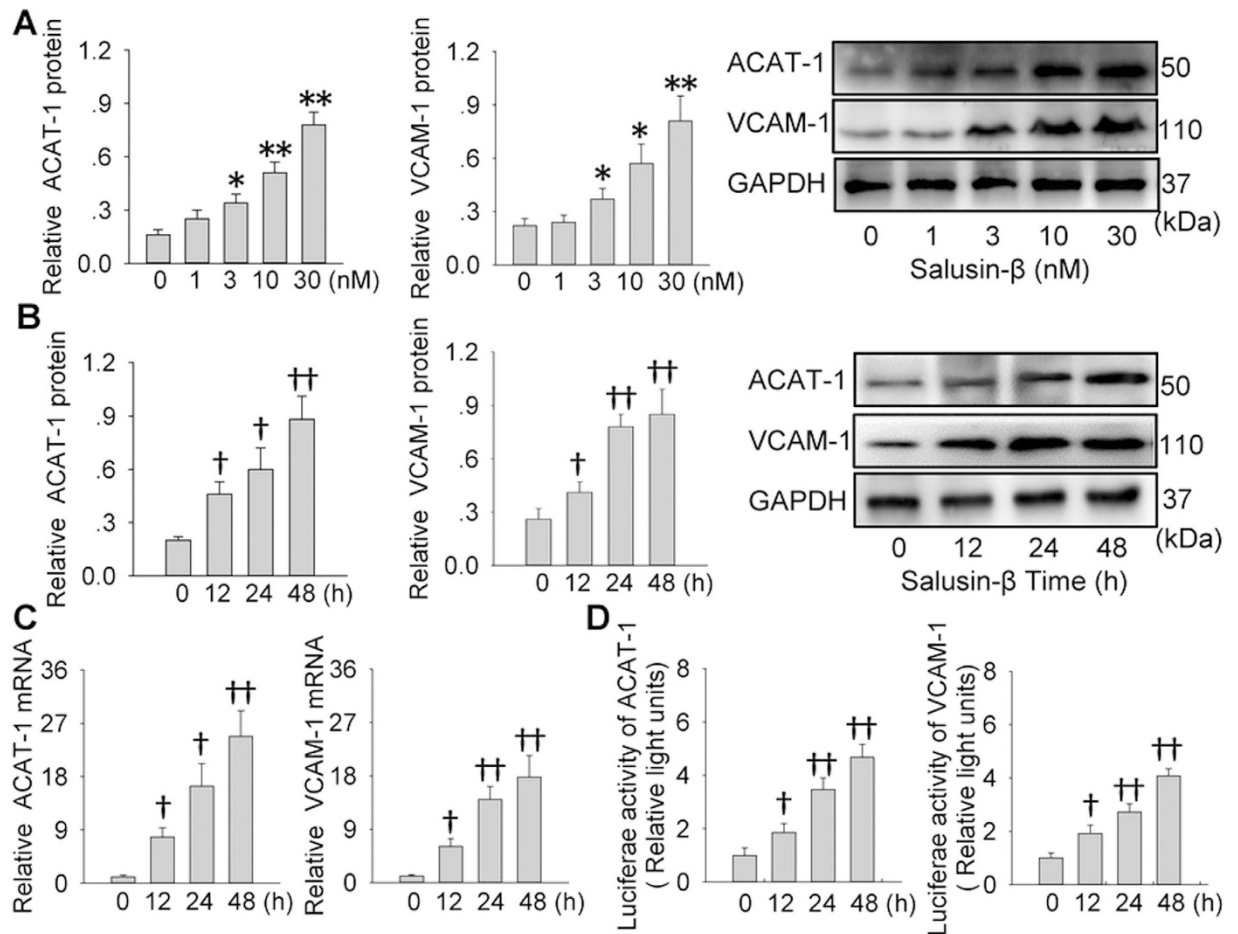 A
Relative ACAT-1 protein
1.2
.9
.6
.3
0.0
*
**
**
0 1 3 10 30 (nM)
Relative VCAM-1 protein
1.2
.9
.6
.3
0.0
*
*
**
0 1 3 10 30 (nM)
ACAT-1 50
VCAM-1 110
GAPDH 37
(kDa)
0 1 3 10 30
Salusin-β (nM)
B
Relative ACAT-1 protein
1.2
.9
.6
.3
0.0
†
†
††
0 12 24 48 (h)
Relative VCAM-1 protein
1.2
.9
.6
.3
0.0
†
††
††
0 12 24 48 (h)
ACAT-1 50
VCAM-1 110
GAPDH 37
(kDa)
0 12 24 48
Salusin-β Time (h)
C
Relative ACAT-1 mRNA
36
27
18
9
0
†
†
††
0 12 24 48 (h)
Relative VCAM-1 mRNA
36
27
18
9
0
†
††
††
0 12 24 48 (h)
D
Luciferae activity of ACAT-1
( Relative light units)
8
6
4
2
0
†
††
††
0 12 24 48 (h)
Luciferae activity of VCAM-1
( Relative light units)
8
6
4
2
0
†
††
††
0 12 24 48 (h)